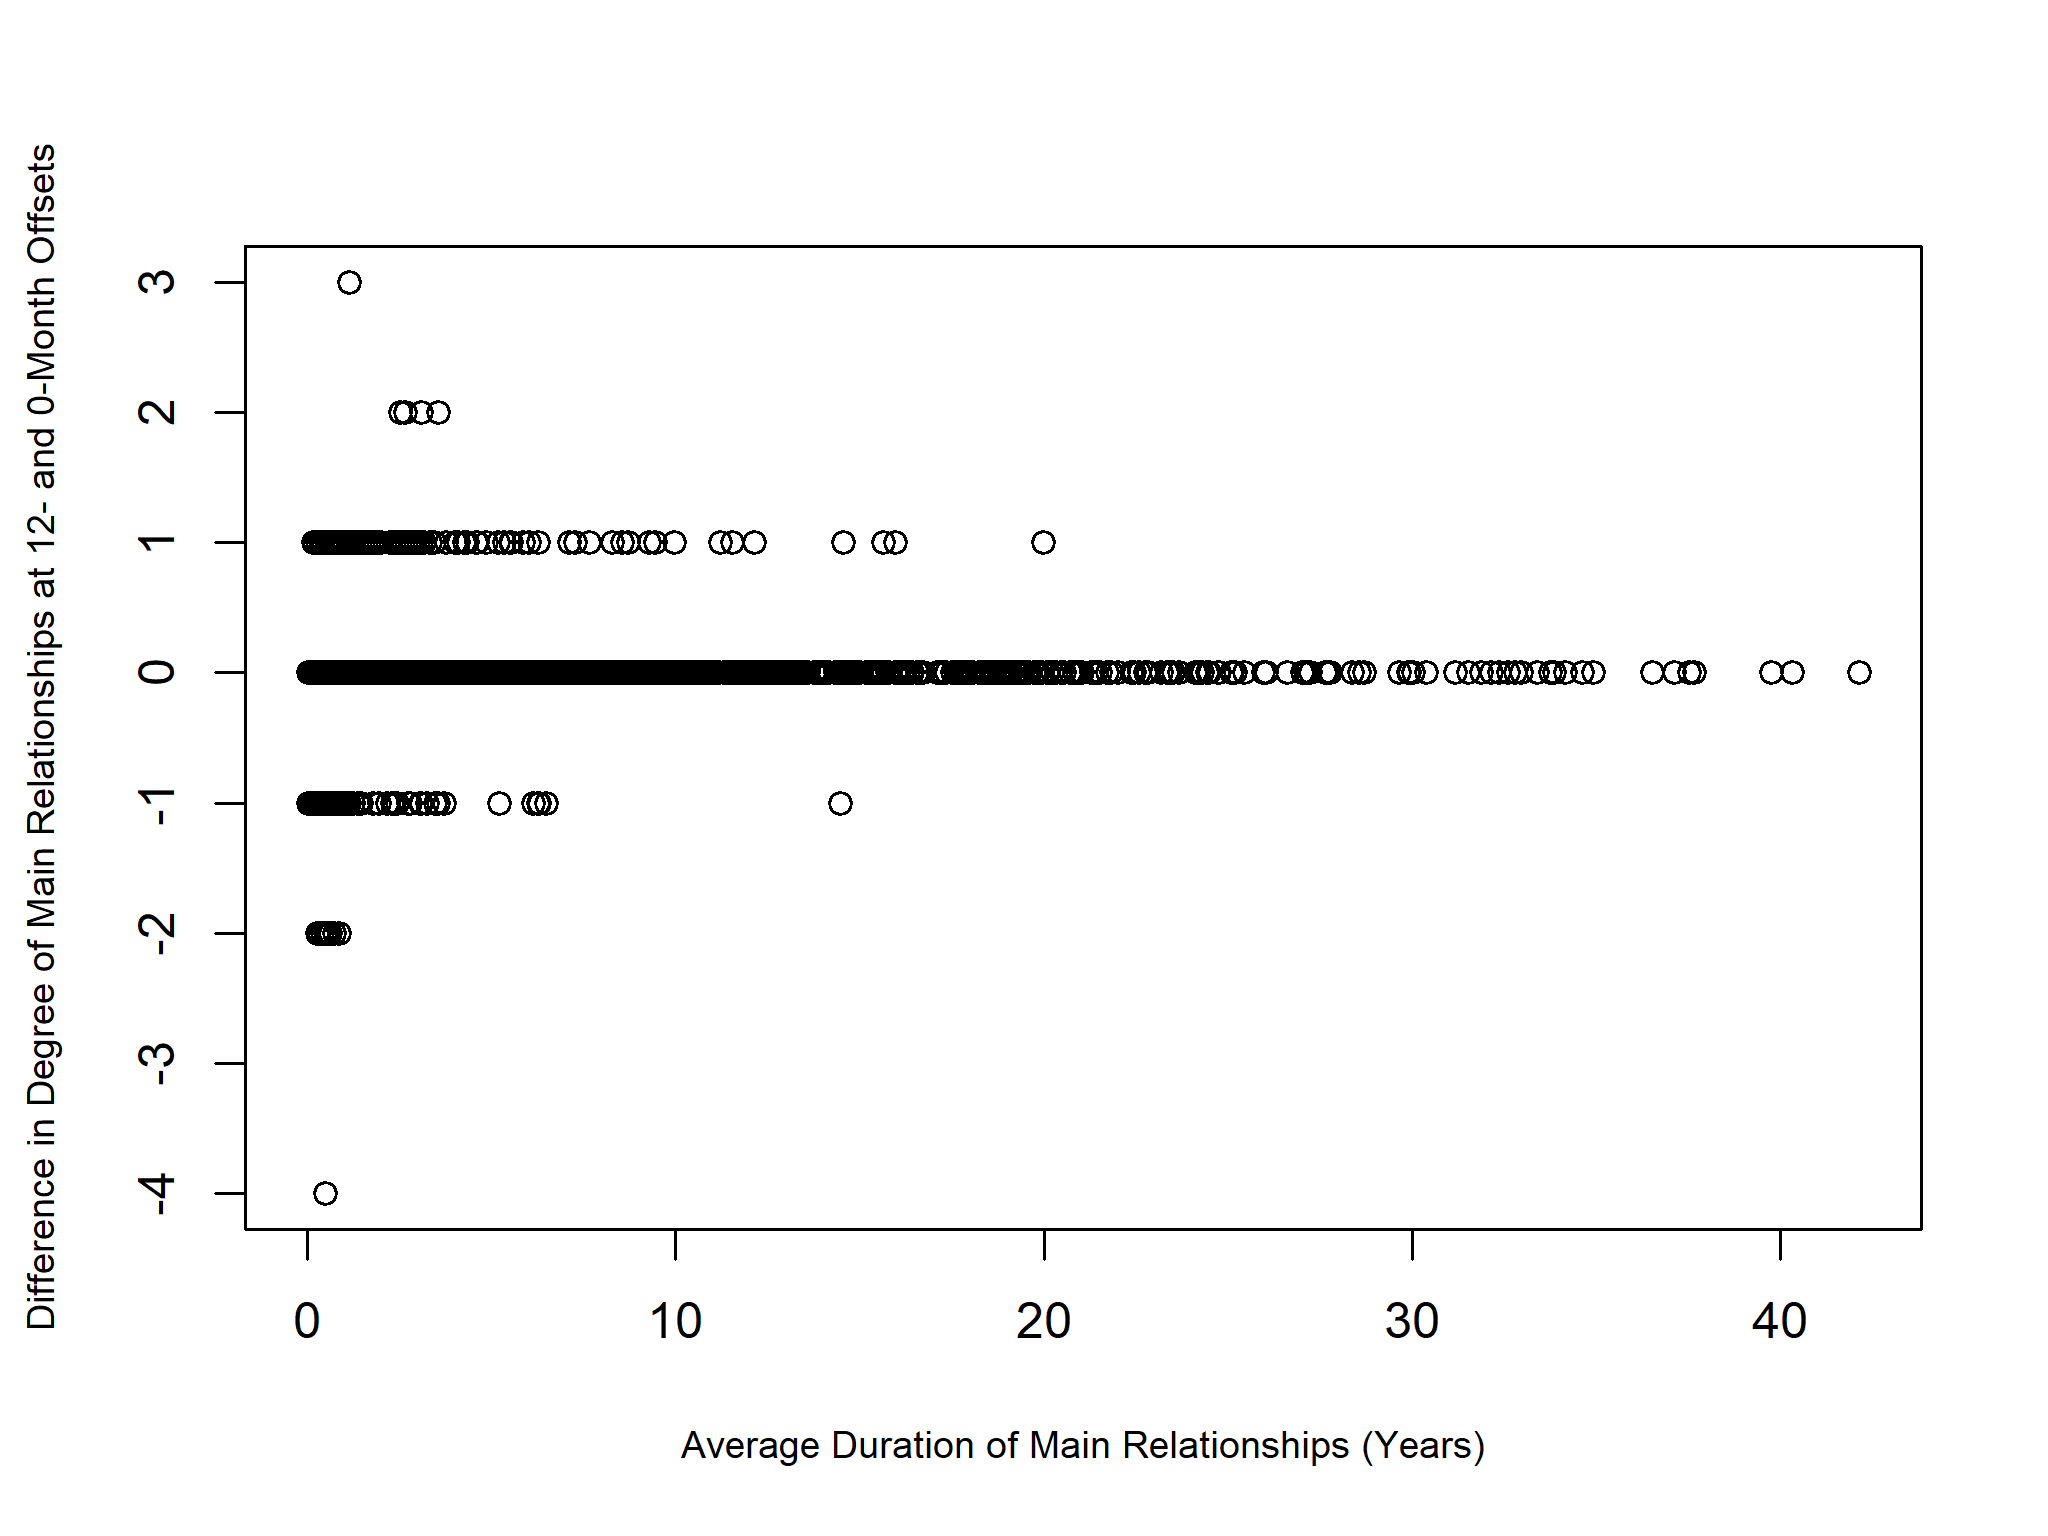 Difference in Degree of Main Relationships at 12- and 0-Month Offsets
3
2
1
0
-1
-2
-3
-4
0 10 20 30 40
Average Duration of Main Relationships (Years)